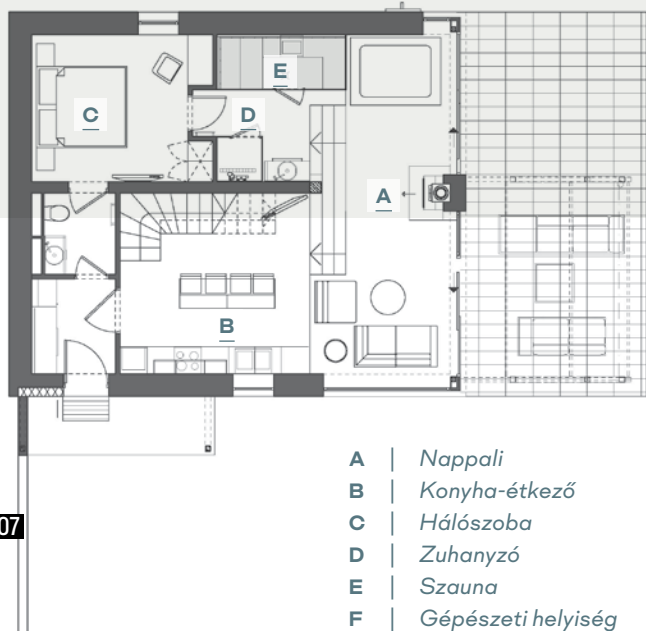 E
C
D
A
B
A | Nappali
B | Konyha-étkező
C | Hálószoba
07
D | Zuhanyzó
E | Szauna
F | Gépészeti helyiség